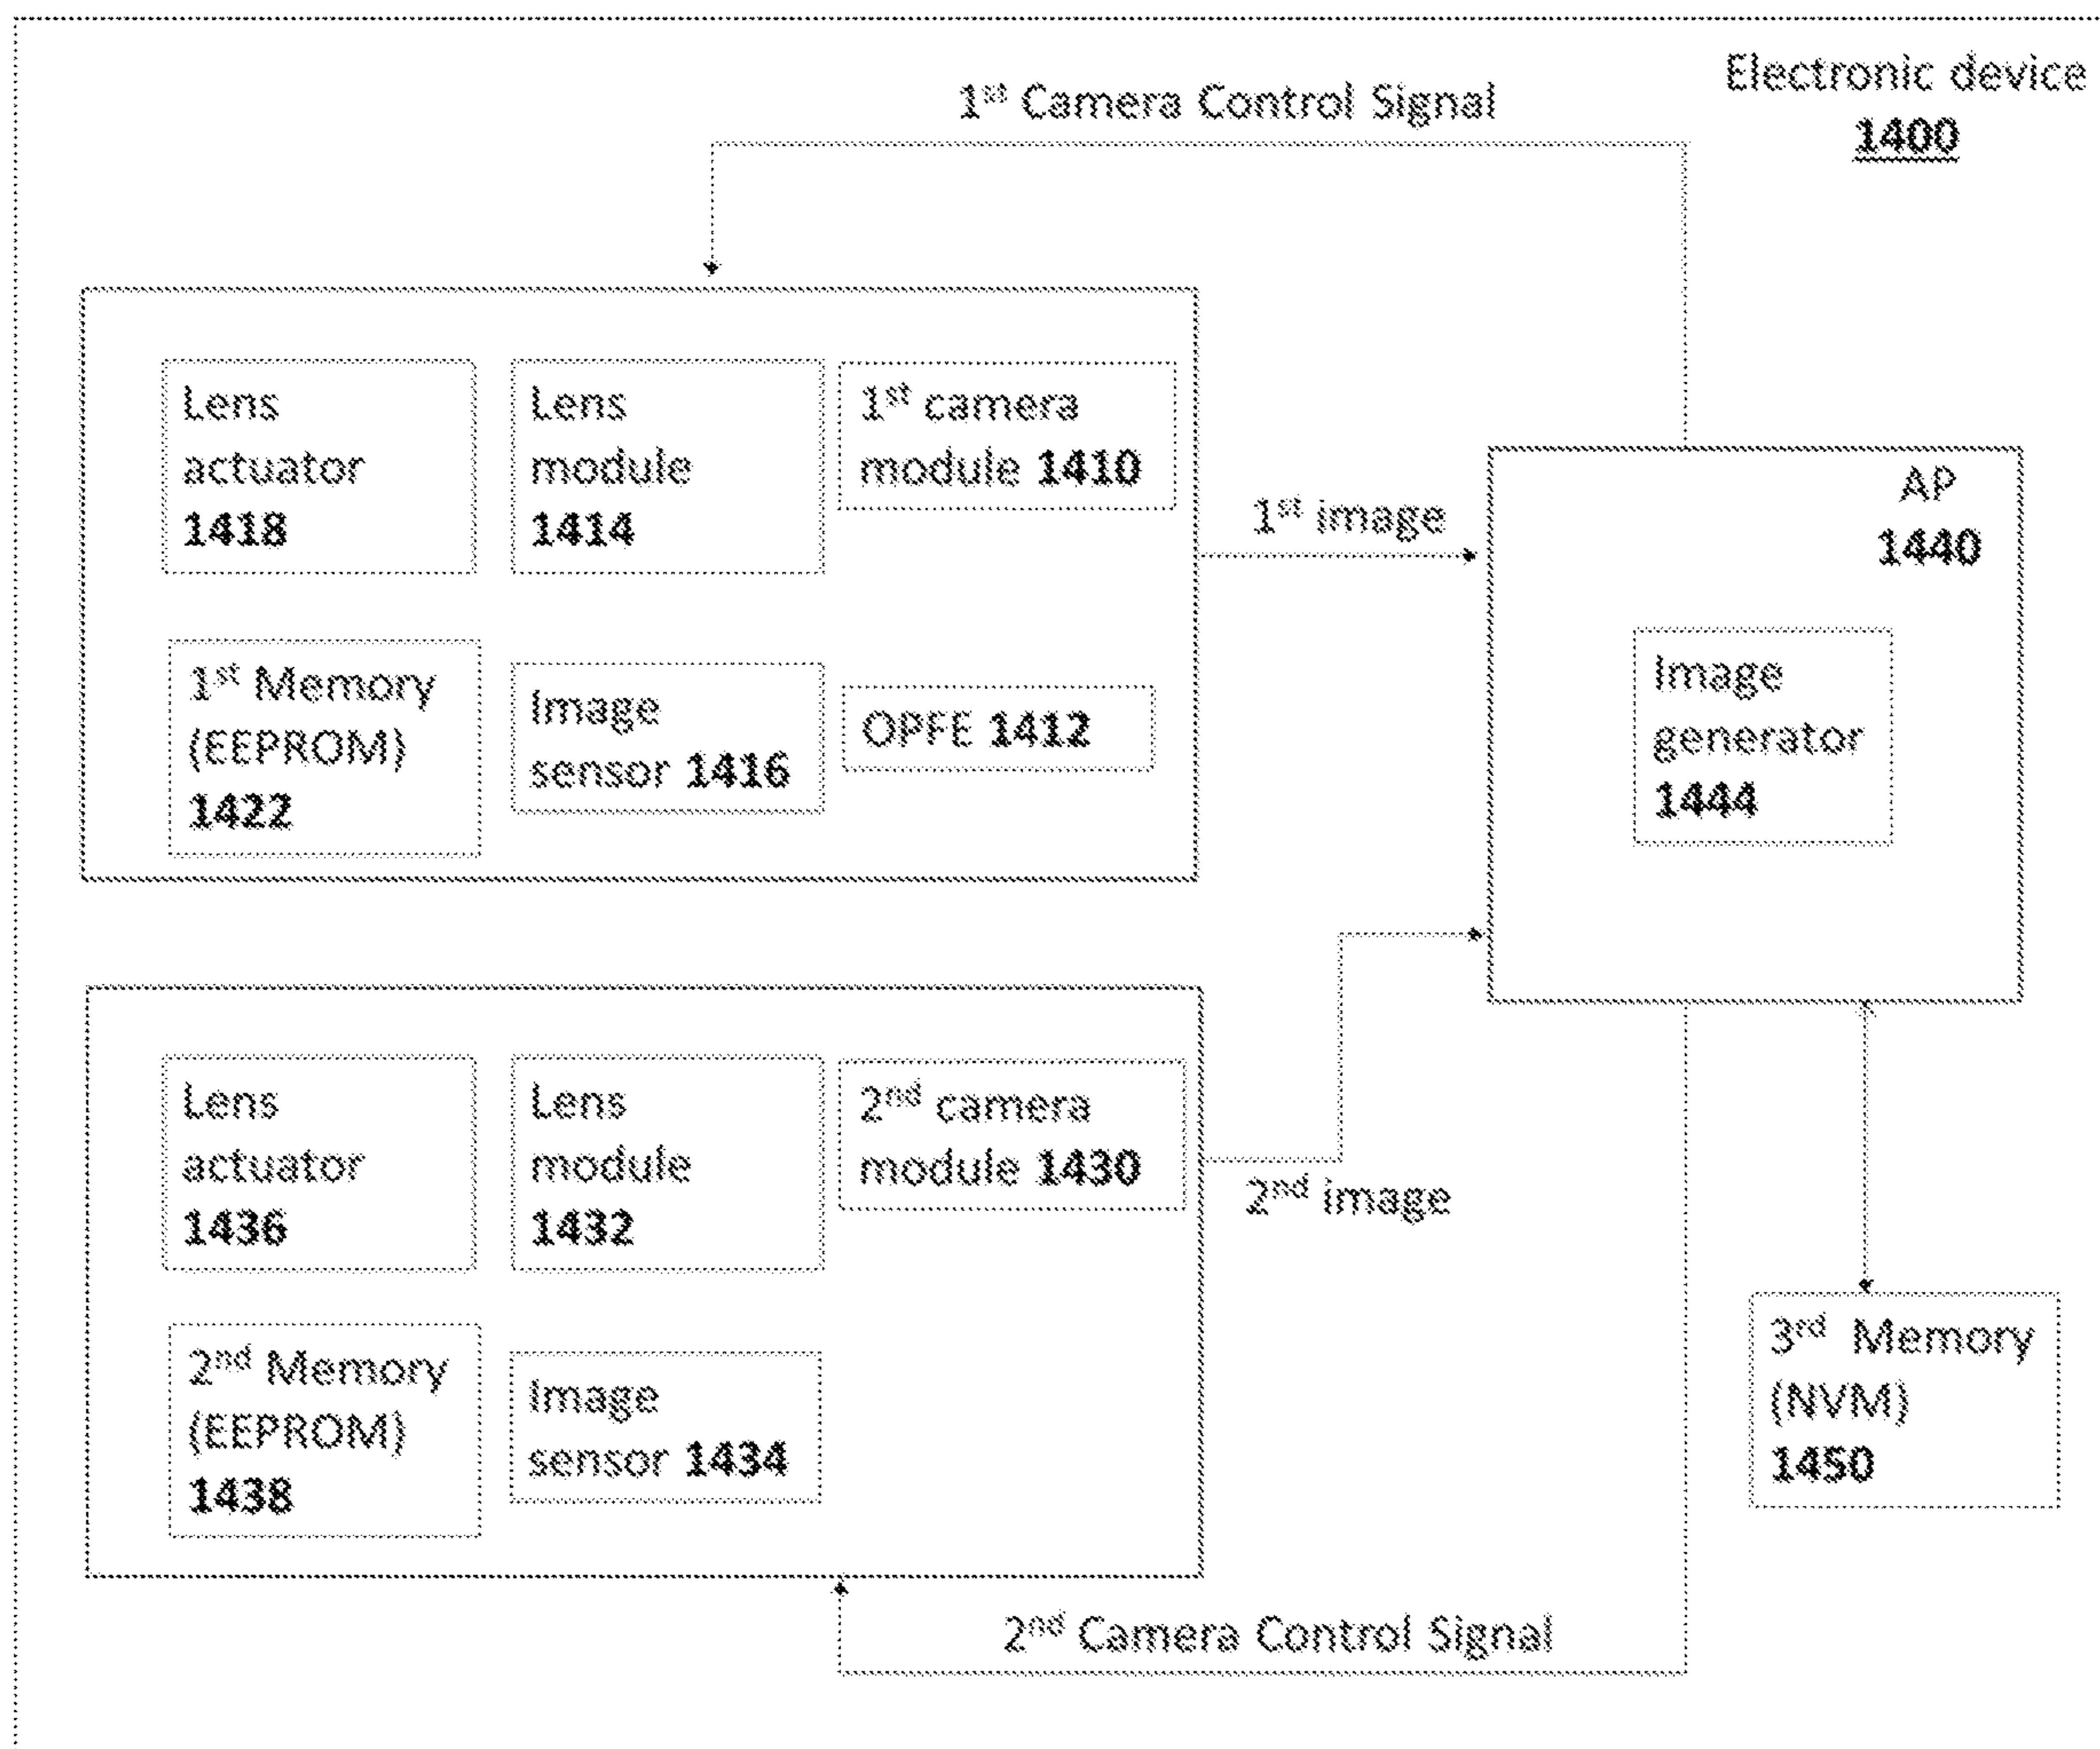 Electronic device
1400
1st Camera Control Signal
Lens
actuator
1418
Lens
module
1414
1st camera
module 1410
1st Memory
(EEPROM)
1422
Image
sensor 1416
OPFE 1412
1st image
AP
1440
Image
generator
1444
Lens
actuator
1436
Lens
module
1432
2nd camera
module 1430
2nd Memory
(EEPROM)
1438
Image
sensor 1434
2nd image
3rd Memory
(NVM)
1450
2nd Camera Control Signal